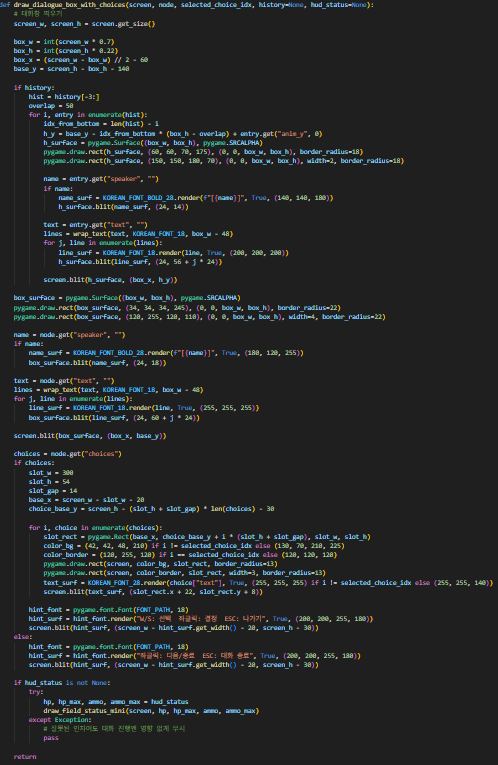 def draw_dialogue_box_with_choices(screen, node, selected_choice_idx, history=None, hud_status=None):
    # 대화창 띄우기
    screen_w, screen_h = screen.get_size()

    box_w = int(screen_w * 0.7)
    box_h = int(screen_h * 0.22)
    box_x = (screen_w - box_w) // 2 - 60
    base_y = screen_h - box_h - 140

    if history:
        hist = history[-3:]
        overlap = 50
        for i, entry in enumerate(hist):
            idx_from_bottom = len(hist) - i
            h_y = base_y - idx_from_bottom * (box_h - overlap) + entry.get("anim_y", 0)
            h_surface = pygame.Surface((box_w, box_h), pygame.SRCALPHA)
            pygame.draw.rect(h_surface, (60, 60, 70, 175), (0, 0, box_w, box_h), border_radius=18)
            pygame.draw.rect(h_surface, (150, 150, 180, 70), (0, 0, box_w, box_h), width=2, border_radius=18)

            name = entry.get("speaker", "")
            if name:
                name_surf = KOREAN_FONT_BOLD_28.render(f"[{name}]", True, (140, 140, 180))
                h_surface.blit(name_surf, (24, 14))

            text = entry.get("text", "")
            lines = wrap_text(text, KOREAN_FONT_18, box_w - 48)
            for j, line in enumerate(lines):
                line_surf = KOREAN_FONT_18.render(line, True, (200, 200, 200))
                h_surface.blit(line_surf, (24, 56 + j * 24))

            screen.blit(h_surface, (box_x, h_y))

    box_surface = pygame.Surface((box_w, box_h), pygame.SRCALPHA)
    pygame.draw.rect(box_surface, (34, 34, 34, 245), (0, 0, box_w, box_h), border_radius=22)
    pygame.draw.rect(box_surface, (120, 255, 120, 110), (0, 0, box_w, box_h), width=4, border_radius=22)

    name = node.get("speaker", "")
    if name:
        name_surf = KOREAN_FONT_BOLD_28.render(f"[{name}]", True, (180, 120, 255))
        box_surface.blit(name_surf, (24, 18))

    text = node.get("text", "")
    lines = wrap_text(text, KOREAN_FONT_18, box_w - 48)
    for j, line in enumerate(lines):
        line_surf = KOREAN_FONT_18.render(line, True, (255, 255, 255))
        box_surface.blit(line_surf, (24, 60 + j * 24))

    screen.blit(box_surface, (box_x, base_y))

    choices = node.get("choices")
    if choices:
        slot_w = 300
        slot_h = 54
        slot_gap = 14
        base_x = screen_w - slot_w - 20
        choice_base_y = screen_h - (slot_h + slot_gap) * len(choices) - 30

        for i, choice in enumerate(choices):
            slot_rect = pygame.Rect(base_x, choice_base_y + i * (slot_h + slot_gap), slot_w, slot_h)
            color_bg = (42, 42, 48, 210) if i != selected_choice_idx else (130, 70, 210, 225)
            color_border = (120, 255, 120) if i == selected_choice_idx else (120, 120, 120)
            pygame.draw.rect(screen, color_bg, slot_rect, border_radius=13)
            pygame.draw.rect(screen, color_border, slot_rect, width=3, border_radius=13)
            text_surf = KOREAN_FONT_18.render(choice["text"], True, (255, 255, 255) if i != selected_choice_idx else (255, 255, 140))
            screen.blit(text_surf, (slot_rect.x + 22, slot_rect.y + 8))

        hint_font = pygame.font.Font(FONT_PATH, 18)
        hint_surf = hint_font.render("W/S: 선택  좌클릭: 결정  ESC: 나가기", True, (200, 200, 255, 180))
        screen.blit(hint_surf, (screen_w - hint_surf.get_width() - 20, screen_h - 30))
    else:
        hint_font = pygame.font.Font(FONT_PATH, 18)
        hint_surf = hint_font.render("좌클릭: 다음/종료  ESC: 대화 종료", True, (200, 200, 255, 180))
        screen.blit(hint_surf, (screen_w - hint_surf.get_width() - 20, screen_h - 30))

    if hud_status is not None:
        try:
            hp, hp_max, ammo, ammo_max = hud_status
            draw_field_status_mini(screen, hp, hp_max, ammo, ammo_max)
        except Exception:
            # 잘못된 인자여도 대화 진행엔 영향 없게 무시
            pass

    return